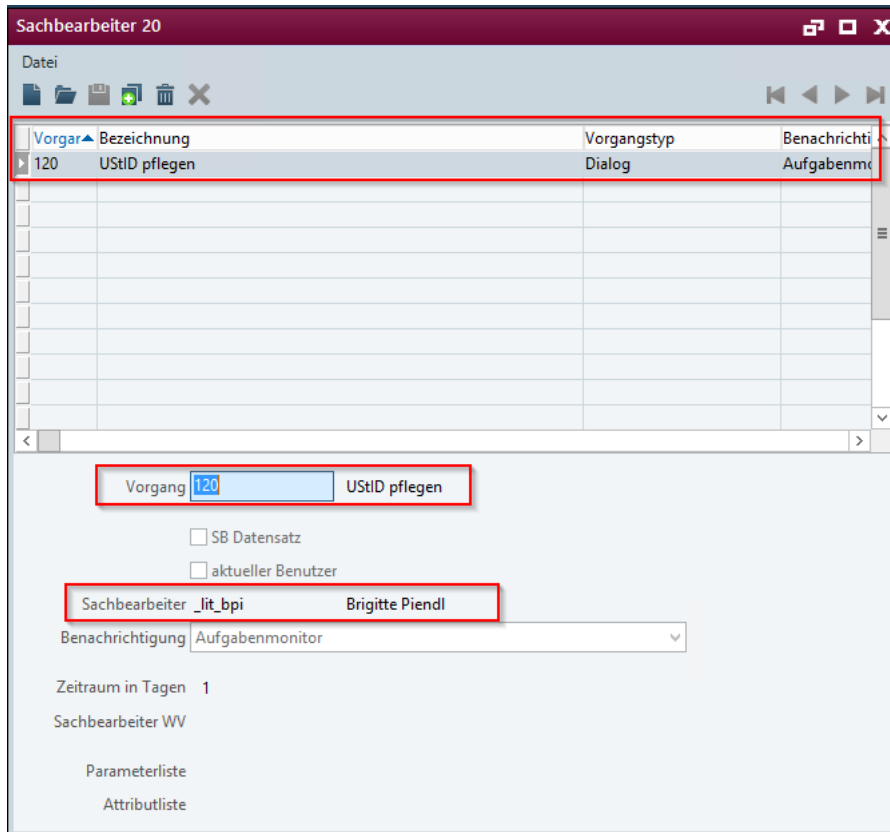 Sachbearbeiter 20
Datei
Vorgar Bezeichnung Vorgangstyp Benachrichti
120 UStID pflegen Dialog Aufgabenmo
Vorgang 120 UStID pflegen
SB Datensatz
aktueller Benutzer
Sachbearbeiter _lit_bpi Brigitte Piendl
Benachrichtigung Aufgabenmonitor
Zeitraum in Tagen 1
Sachbearbeiter WV
Parameterliste
Attributliste